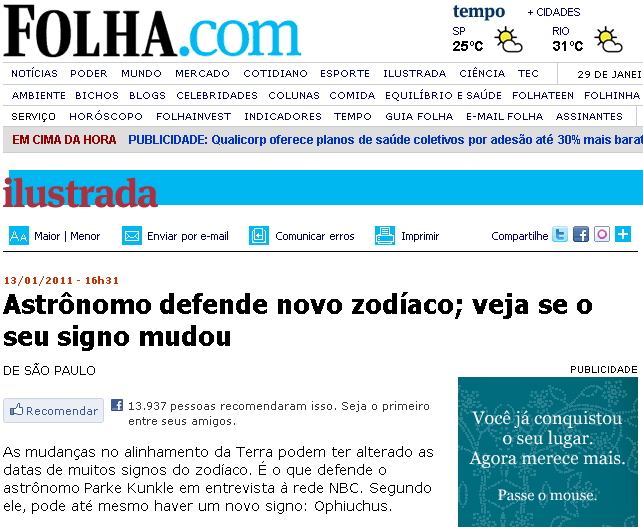 FOLHA.com
tempo + CIDADES
SP RIO
25°C 31°C
NOTÍCIAS PODER MUNDO MERCADO COTIDIANO ESPORTE ILUSTRADA CIÊNCIA TEC 29 DE JANEI
AMBIENTE BICHOS BLOGS CELEBRIDADES COLUNAS COMIDA EQUILÍBRIO E SAÚDE FOLHATEEN FOLHINHA
SERVIÇO HORÓSCOPO FOLHAINVEST INDICADORES TEMPO GUIA FOLHA E-MAIL FOLHA ASSINANTES
EM CIMA DA HORA PUBLICIDADE: Qualicorp oferece planos de saúde coletivos por adesão até 30% mais barat
ilustrada
AA Maior | Menor Enviar por e-mail Comunicar erros Imprimir Compartilhe
13/01/2011 - 16h31
Astrônomo defende novo zodíaco; veja se o
seu signo mudou
DE SÃO PAULO
PUBLICIDADE
Recomendar 13.937 pessoas recomendaram isso. Seja o primeiro
entre seus amigos.
As mudanças no alinhamento da Terra podem ter alterado as
datas de muitos signos do zodíaco. É o que defende o
astrônomo Parke Kunkle em entrevista à rede NBC. Segundo
ele, pode até mesmo haver um novo signo: Ophiuchus.
Você já conquistou
o seu lugar.
Agora merece mais.
Passe o mouse.